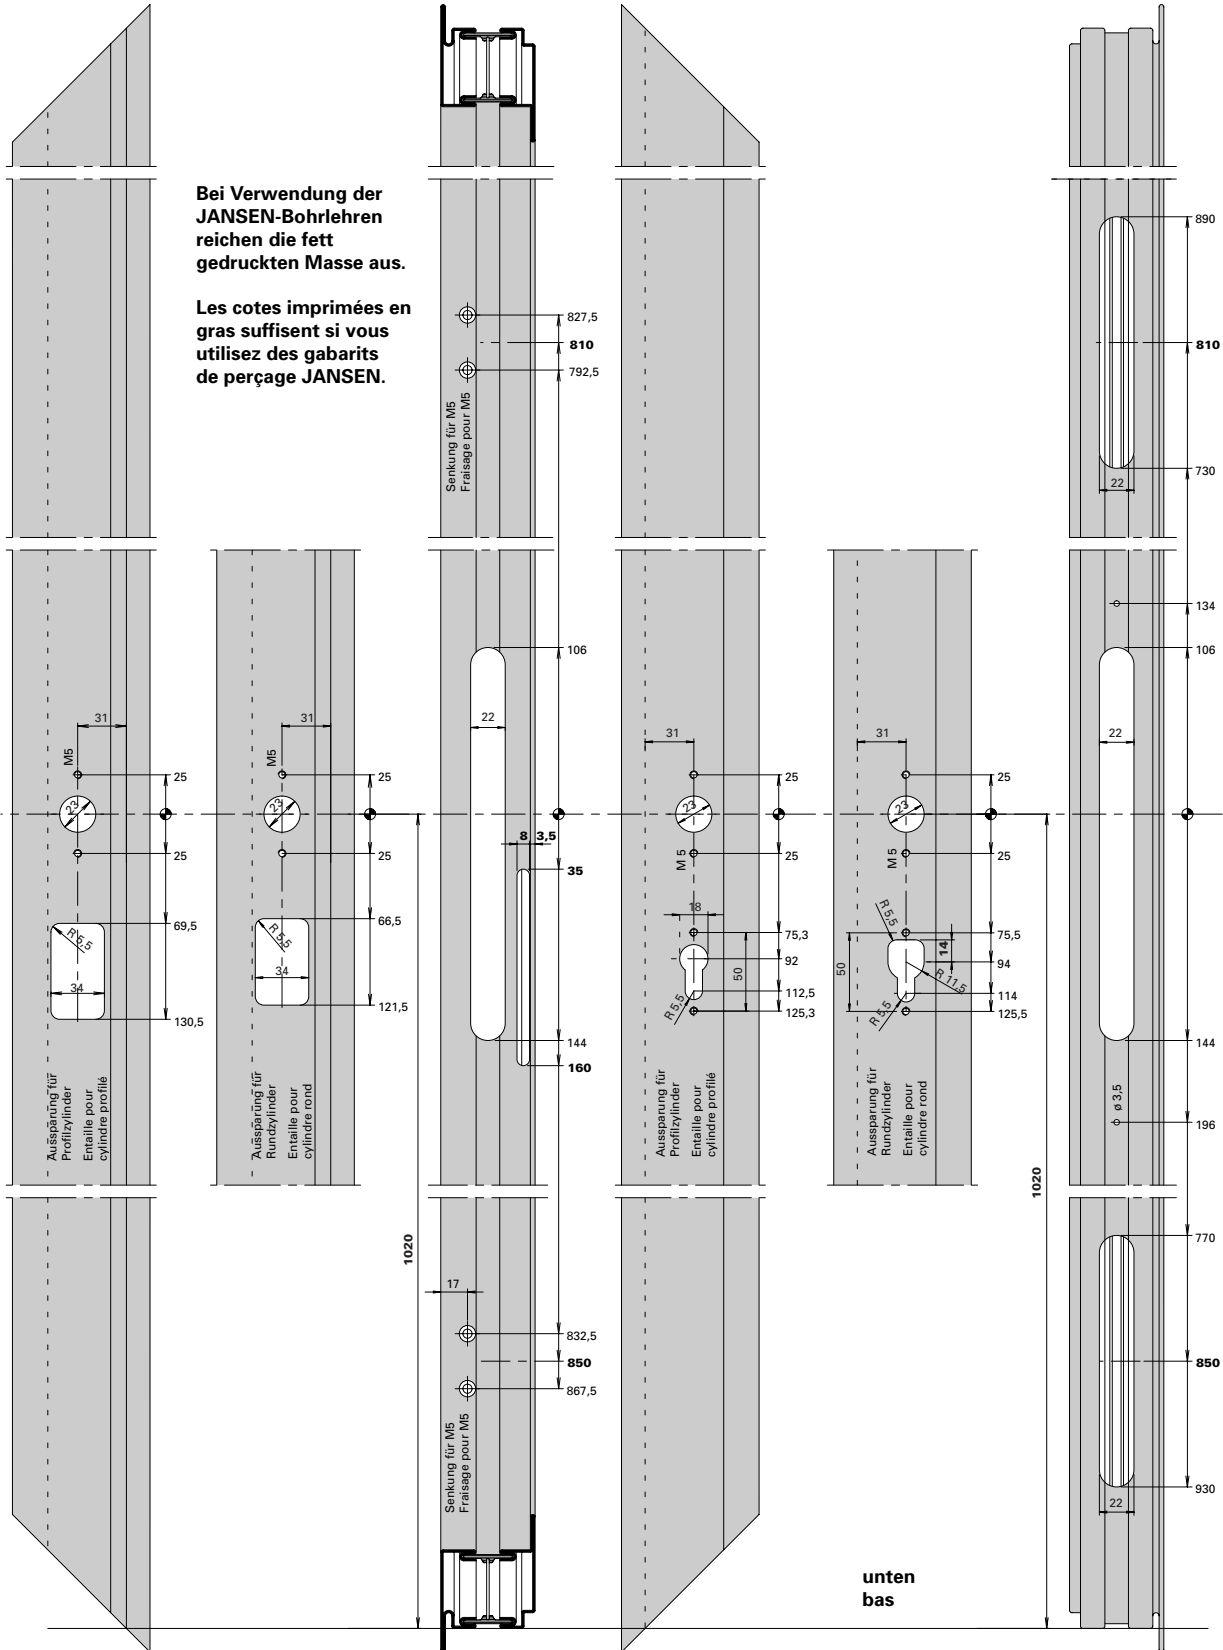 Bei Verwendung der
JANSEN-Bohrlehren
reichen die fett
gedruckten Masse aus.
Les cotes imprimées en
gras suffisent si vous
utilisez des gabarits
de perçage JANSEN.
31
M5
25
23
25
69,5
R 5,5
34
130,5
Aussparung für
Profilzylinder
Entaille pour
cylindre profilé
31
M5
25
23
25
66,5
R 5,5
34
121,5
Aussparung für
Rundzylinder
Entaille pour
cylindre rond
1020
827,5
810
792,5
Senkung für M5
Fraisage pour M5
106
22
8
3,5
35
144
160
17
832,5
850
867,5
Senkung für M5
Fraisage pour M5
31
25
23
25
M 5
18
75,3
92
50
112,5
R 5,5
125,3
Aussparung für
Profilzylinder
Entaille pour
cylindre profilé
31
25
23
25
M 5
R 5,5
75,5
14
94
50
R 11,5
114
R 5,5
125,5
Aussparung für
Rundzylinder
Entaille pour
cylindre rond
1020
890
810
730
22
134
106
22
144
ø 3,5
196
770
850
930
22
unten
bas